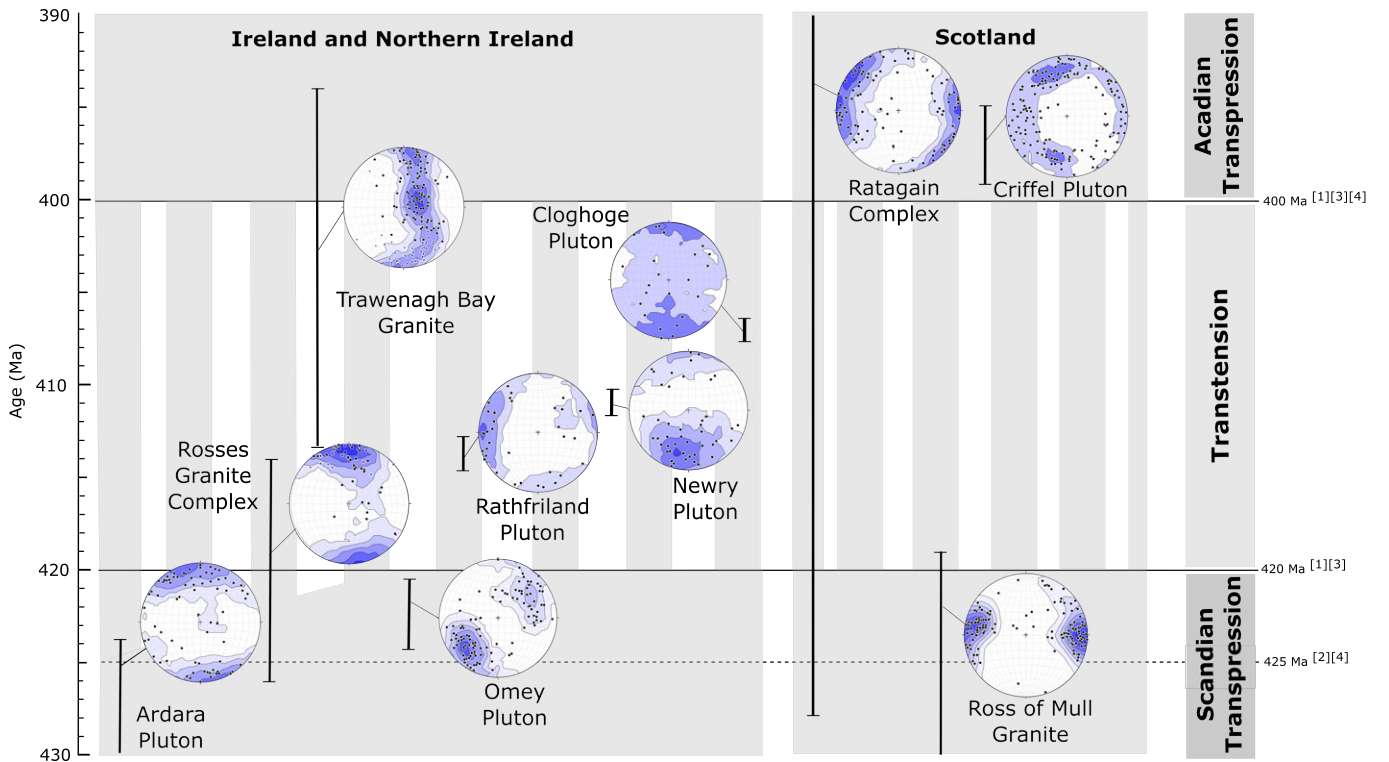 390
Ireland and Northern Ireland
Scotland
Acadian
Transpression
Ratagain
Complex
Criffel Pluton
400
400 Ma [1][3][4]
Cloghoge
Pluton
Trawenagh Bay
Granite
Transtension
Age (Ma)
410
Rosses
Granite
Complex
Rathfriland
Pluton
Newry
Pluton
420
420 Ma [1][3]
Scandian
Transpression
425 Ma [2][4]
Ardara
Pluton
Omey
Pluton
Ross of Mull
Granite
430